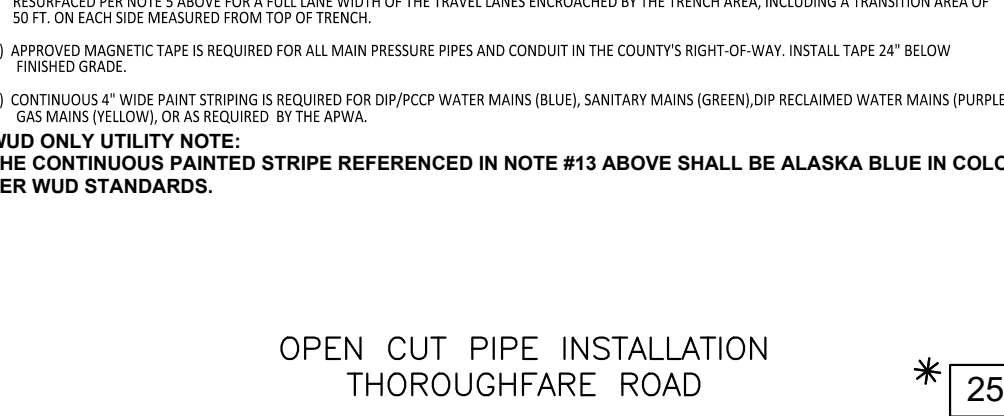 RESURFACED PER NOTE 5 ABOVE FOR A FULL LANE WIDTH OF THE TRAVEL LANES ENCROACHED BY THE TRENCH AREA, INCLUDING A TRANSITION AREA OF
50 FT. ON EACH SIDE MEASURED FROM TOP OF TRENCH.
) APPROVED MAGNETIC TAPE IS REQUIRED FOR ALL MAIN PRESSURE PIPES AND CONDUIT IN THE COUNTY'S RIGHT-OF-WAY. INSTALL TAPE 24" BELOW
FINISHED GRADE.
) CONTINUOUS 4" WIDE PAINT STRIPING IS REQUIRED FOR DIP/PCCP WATER MAINS (BLUE), SANITARY MAINS (GREEN),DIP RECLAIMED WATER MAINS (PURPLE
GAS MAINS (YELLOW), OR AS REQUIRED BY THE APWA.
WUD ONLY UTILITY NOTE:
HE CONTINUOUS PAINTED STRIPE REFERENCED IN NOTE #13 ABOVE SHALL BE ALASKA BLUE IN COLO
ER WUD STANDARDS.
OPEN CUT PIPE INSTALLATION
THOROUGHFARE ROAD
* 25